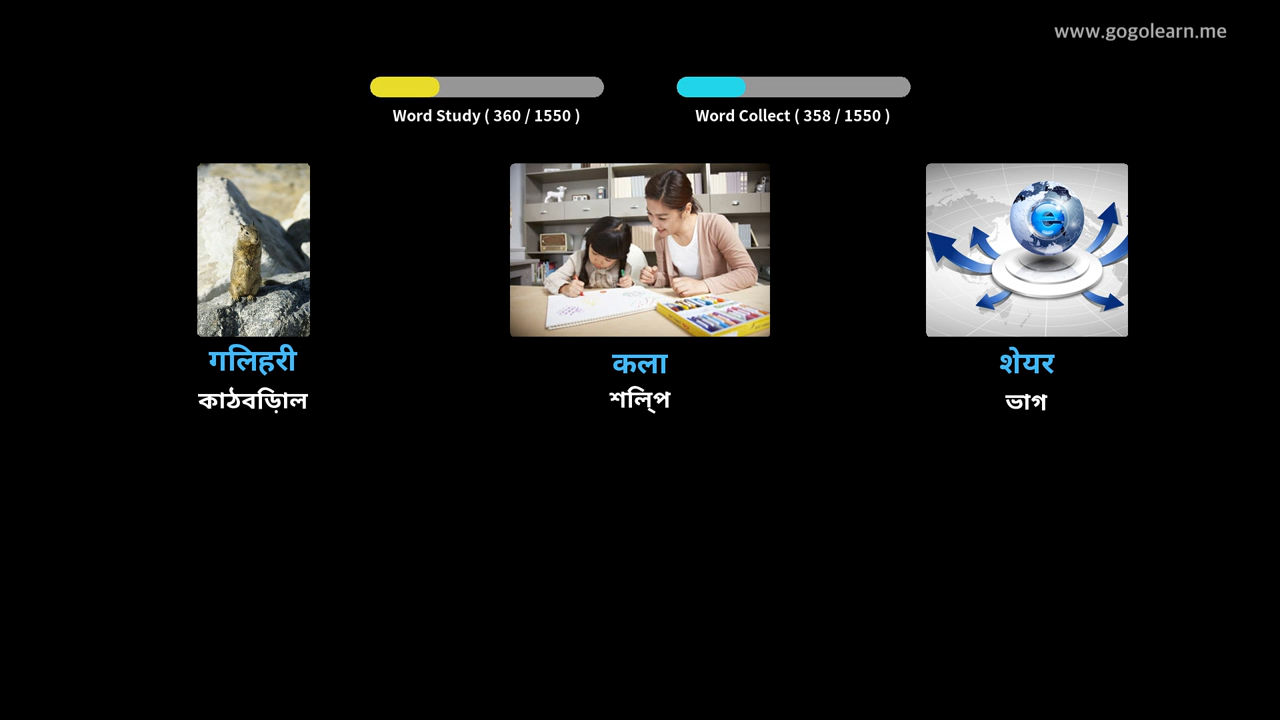 www.gogolearn.me
Word Study ( 360 / 1550 )
Word Collect ( 358 / 1550 )
गलिहरी
कला
शेयर
কাঠবড়িাল
শলি্প
ভাগ